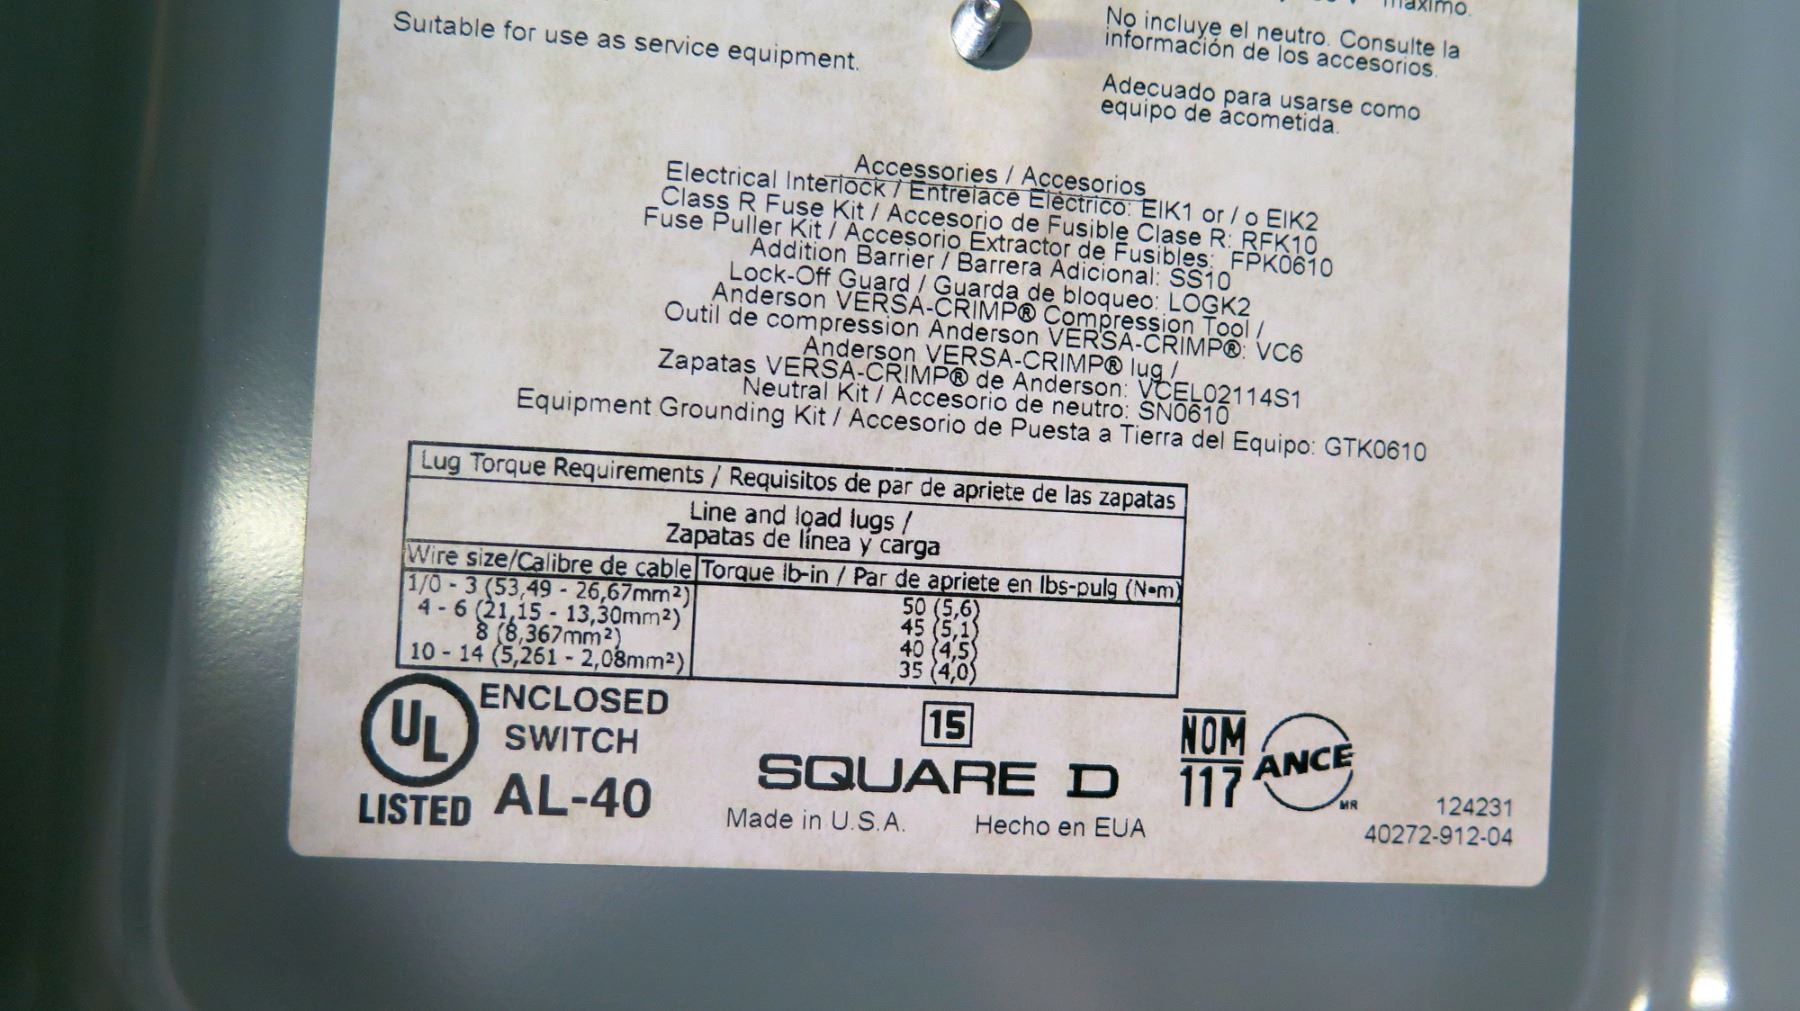 Suitable for use as service equipment.
máximo.
No incluye el neutro. Consulte la
información de los accesorios.
Adecuado para usarse como
equipo de acometida.
Accessories / Accesorios
Electrical Interlock / Entrelace Eléctrico: EIK1 or / o EIK2
Class R Fuse Kit / Accesorio de Fusible Clase R: RFK10
Fuse Puller Kit / Accesorio Extractor de Fusibles: FPK0610
Addition Barrier / Barrera Adicional: SS10
Lock-Off Guard / Guarda de bloqueo: LOGK2
Anderson VERSA-CRIMP® Compression Tool /
Outil de compression Anderson VERSA-CRIMP®: VC6
Anderson VERSA-CRIMP® lug /
Zapatas VERSA-CRIMP® de Anderson: VCEL02114S1
Neutral Kit / Accesorio de neutro: SN0610
Equipment Grounding Kit / Accesorio de Puesta a Tierra del Equipo: GTK0610
Lug Torque Requirements / Requisitos de par de apriete de las zapatas
Line and load lugs /
Zapatas de línea y carga
Wire size/Calibre de cable Torque lb-in / Par de apriete en lbs-pulg (N•m)
1/0 - 3 (53,49 - 26,67mm²) 50 (5,6)
4 - 6 (21,15 - 13,30mm²) 45 (5,1)
8 (8,367mm²) 40 (4,5)
10 - 14 (5,261 - 2,08mm²) 35 (4,0)
UL
LISTED
ENCLOSED
SWITCH
AL-40
15
SQUARE D
Made in U.S.A. Hecho en EUA
NOM
117
ANCE
MR
124231
40272-912-04